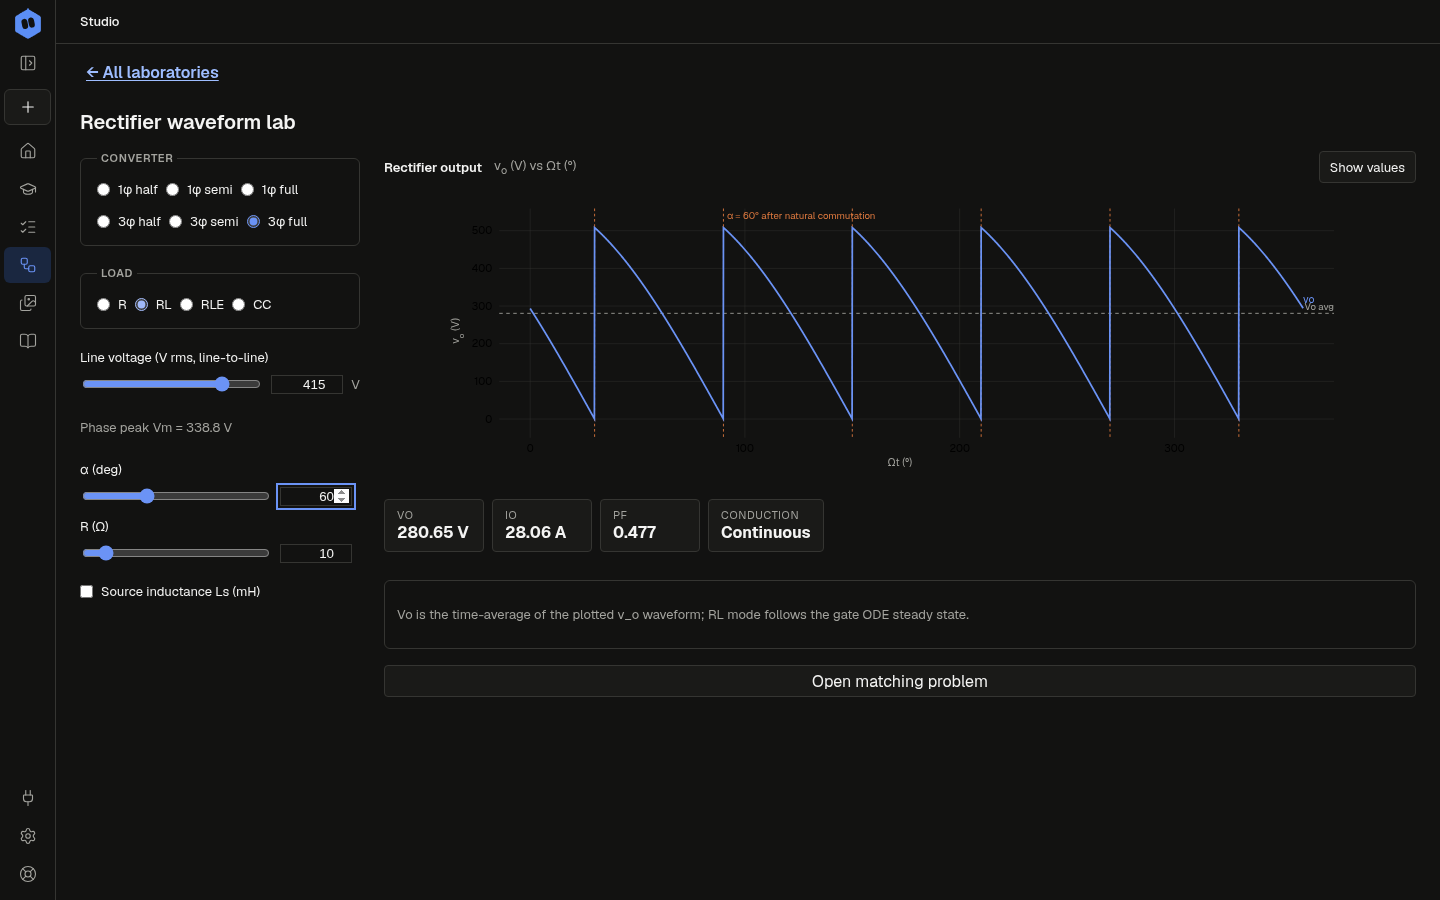 Studio
← All laboratories
Rectifier waveform lab
CONVERTER
1φ half 1φ semi 1φ full
3φ half 3φ semi 3φ full
LOAD
R RL RLE CC
Line voltage (V rms, line-to-line)
415 V
Phase peak Vm = 338.8 V
α (deg)
60
R (Ω)
10
Source inductance Ls (mH)
Rectifier output vo (V) vs Ωt (°)
Show values
α = 60° after natural commutation
500
400
300
200
100
0
vo (V)
vo
Vo avg
0 100 200 300
Ωt (°)
VO
280.65 V
IO
28.06 A
PF
0.477
CONDUCTION
Continuous
Vo is the time-average of the plotted v_o waveform; RL mode follows the gate ODE steady state.
Open matching problem